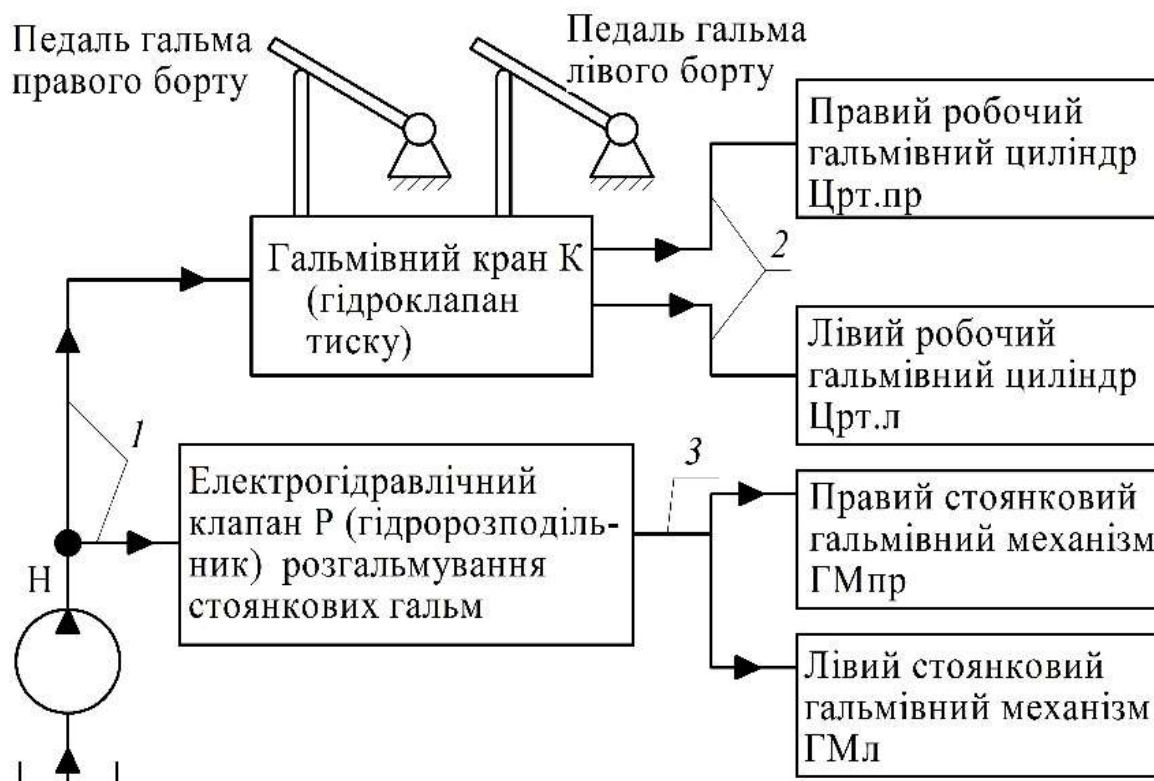 Педаль гальма
правого борту
Педаль гальма
лівого борту
Гальмівний кран К
(гідроклапан
тиску)
Правий робочий
гальмівний циліндр
Црт.пр
2
Лівий робочий
гальмівний циліндр
Црт.л
1
Електрогідравлічний
клапан Р (гідророзподіль-
ник) розгальмування
стоянкових гальм
3
Правий стоянковий
гальмівний механізм
ГМпр
Н
Лівий стоянковий
гальмівний механізм
ГМл